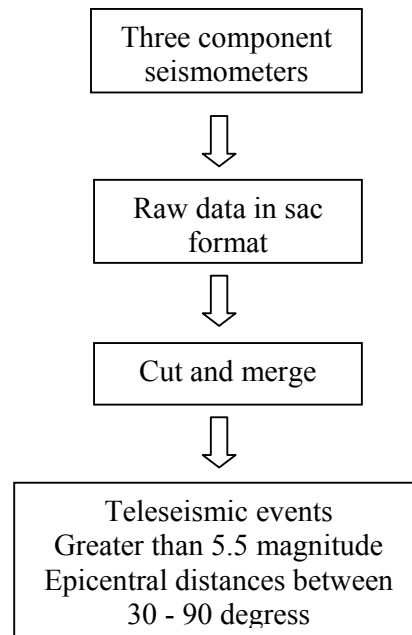 Three component
seismometers
Raw data in sac
format
Cut and merge
Teleseismic events
Greater than 5.5 magnitude
Epicentral distances between
30 - 90 degress